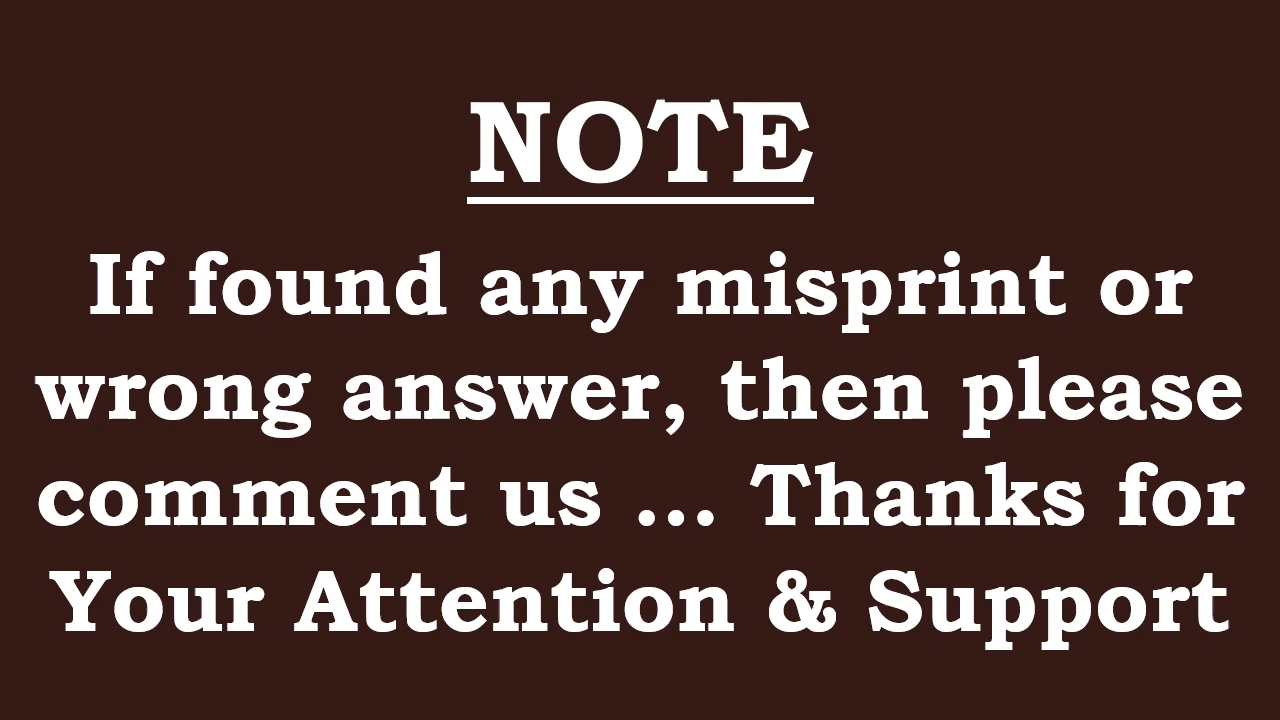 NOTE
If found any misprint or
wrong answer, then please
comment us ... Thanks for
Your Attention & Support